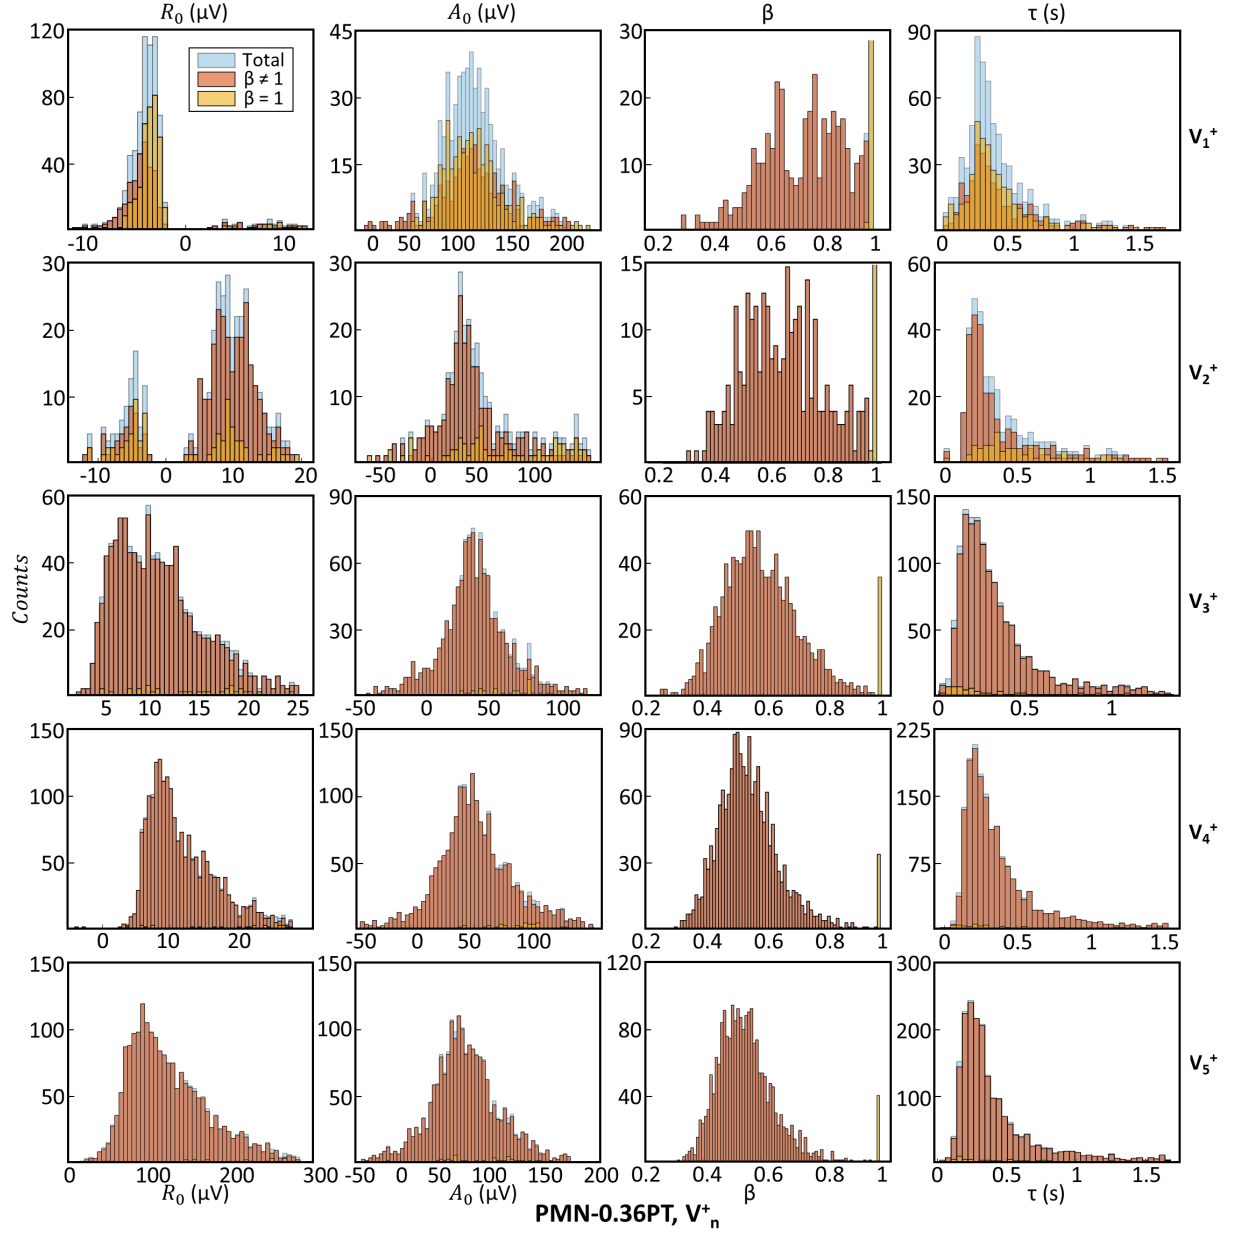 R₀ (μV) A₀ (μV) β τ (s)
120 45 30 90
Total
β ≠ 1
β = 1
80 30 20 60
V₁⁺
40 15 10 30
-10 0 10 0 50 100 150 200 0.2 0.4 0.6 0.8 1 0 0.5 1 1.5
30 30 15 60
20 20 10 40
V₂⁺
10 10 5 20
-10 0 10 20 -50 0 50 100 0.2 0.4 0.6 0.8 1 0 0.5 1 1.5
60 90 60 150
40 60 40 100
Counts
V₃⁺
20 30 20 50
5 10 15 20 25 -50 0 50 100 0.2 0.4 0.6 0.8 1 0 0.5 1
150 150 90 225
100 100 60 150
V₄⁺
50 50 30 75
0 10 20 -50 0 50 100 0.2 0.4 0.6 0.8 1 0 0.5 1 1.5
150 150 120 300
100 100 80 200
V₅⁺
50 50 40 100
0 100 200 300 -50 0 50 100 150 200 0.2 0.4 0.6 0.8 1 0 0.5 1 1.5
R₀ (μV) A₀ (μV) β τ (s)
PMN-0.36PT, V⁺ₙ